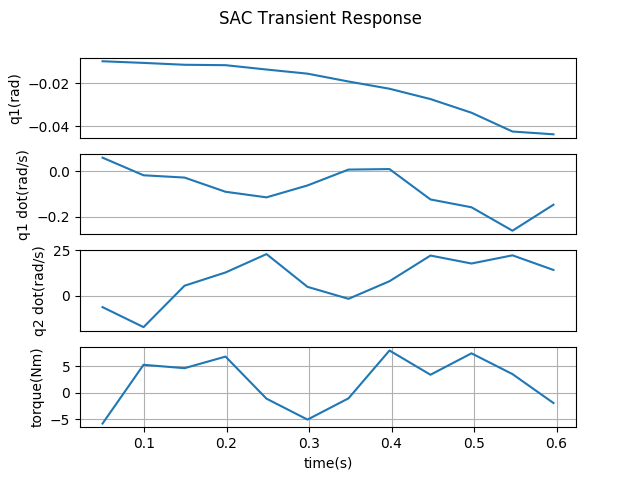 SAC Transient Response
q1(rad)
−0.02
−0.04
q1 dot(rad/s)
0.0
−0.2
q2 dot(rad/s)
25
0
torque(Nm)
5
0
−5
0.1 0.2 0.3 0.4 0.5 0.6
time(s)